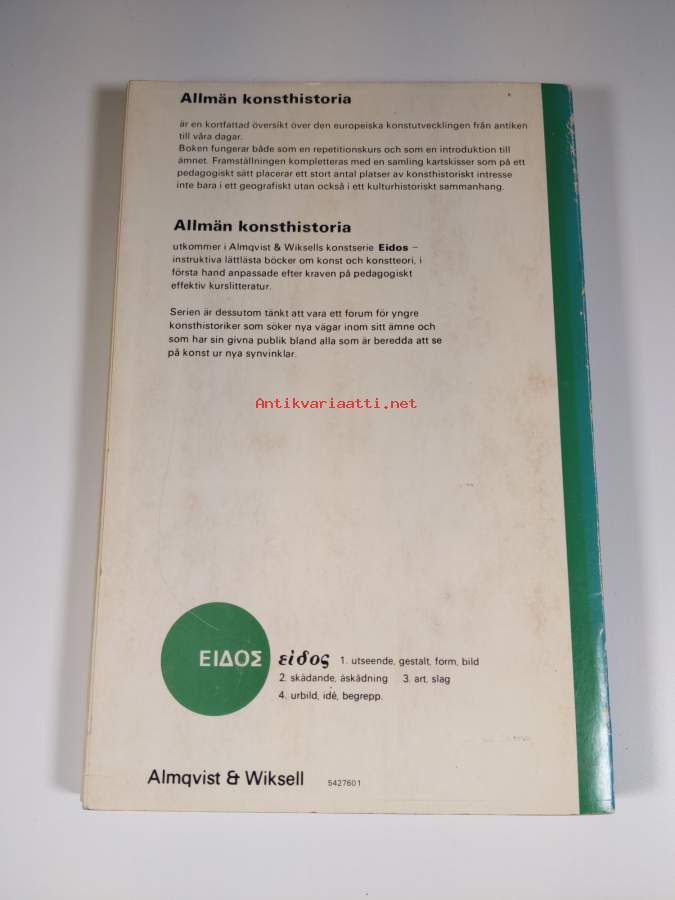 Allmän konsthistoria
är en kortfattad översikt över den europeiska konstutvecklingen från antiken
till våra dagar.
Boken fungerar både som en repetitionskurs och som en introduktion till
ämnet. Framställningen kompletteras med en samling kartskisser som på ett
pedagogiskt sätt placerar ett stort antal platser av konsthistoriskt intresse
inte bara i ett geografiskt utan också i ett kulturhistoriskt sammanhang.
Allmän konsthistoria
utkommer i Almqvist & Wiksells konstserie Eidos –
instruktiva lättlästa böcker om konst och konstteori, i
första hand anpassade efter kraven på pedagogiskt
effektiv kurslitteratur.
Serien är dessutom tänkt att vara ett forum för yngre
konsthistoriker som söker nya vägar inom sitt ämne och
som har sin givna publik bland alla som är beredda att se
på konst ur nya synvinklar.
Antikvariaatti.net
ΕΙΔΟΣ εἶδος 1. utseende, gestalt, form, bild
2. skådande, åskådning 3. art, slag
4. urbild, idé, begrepp.
Almqvist & Wiksell 5427601